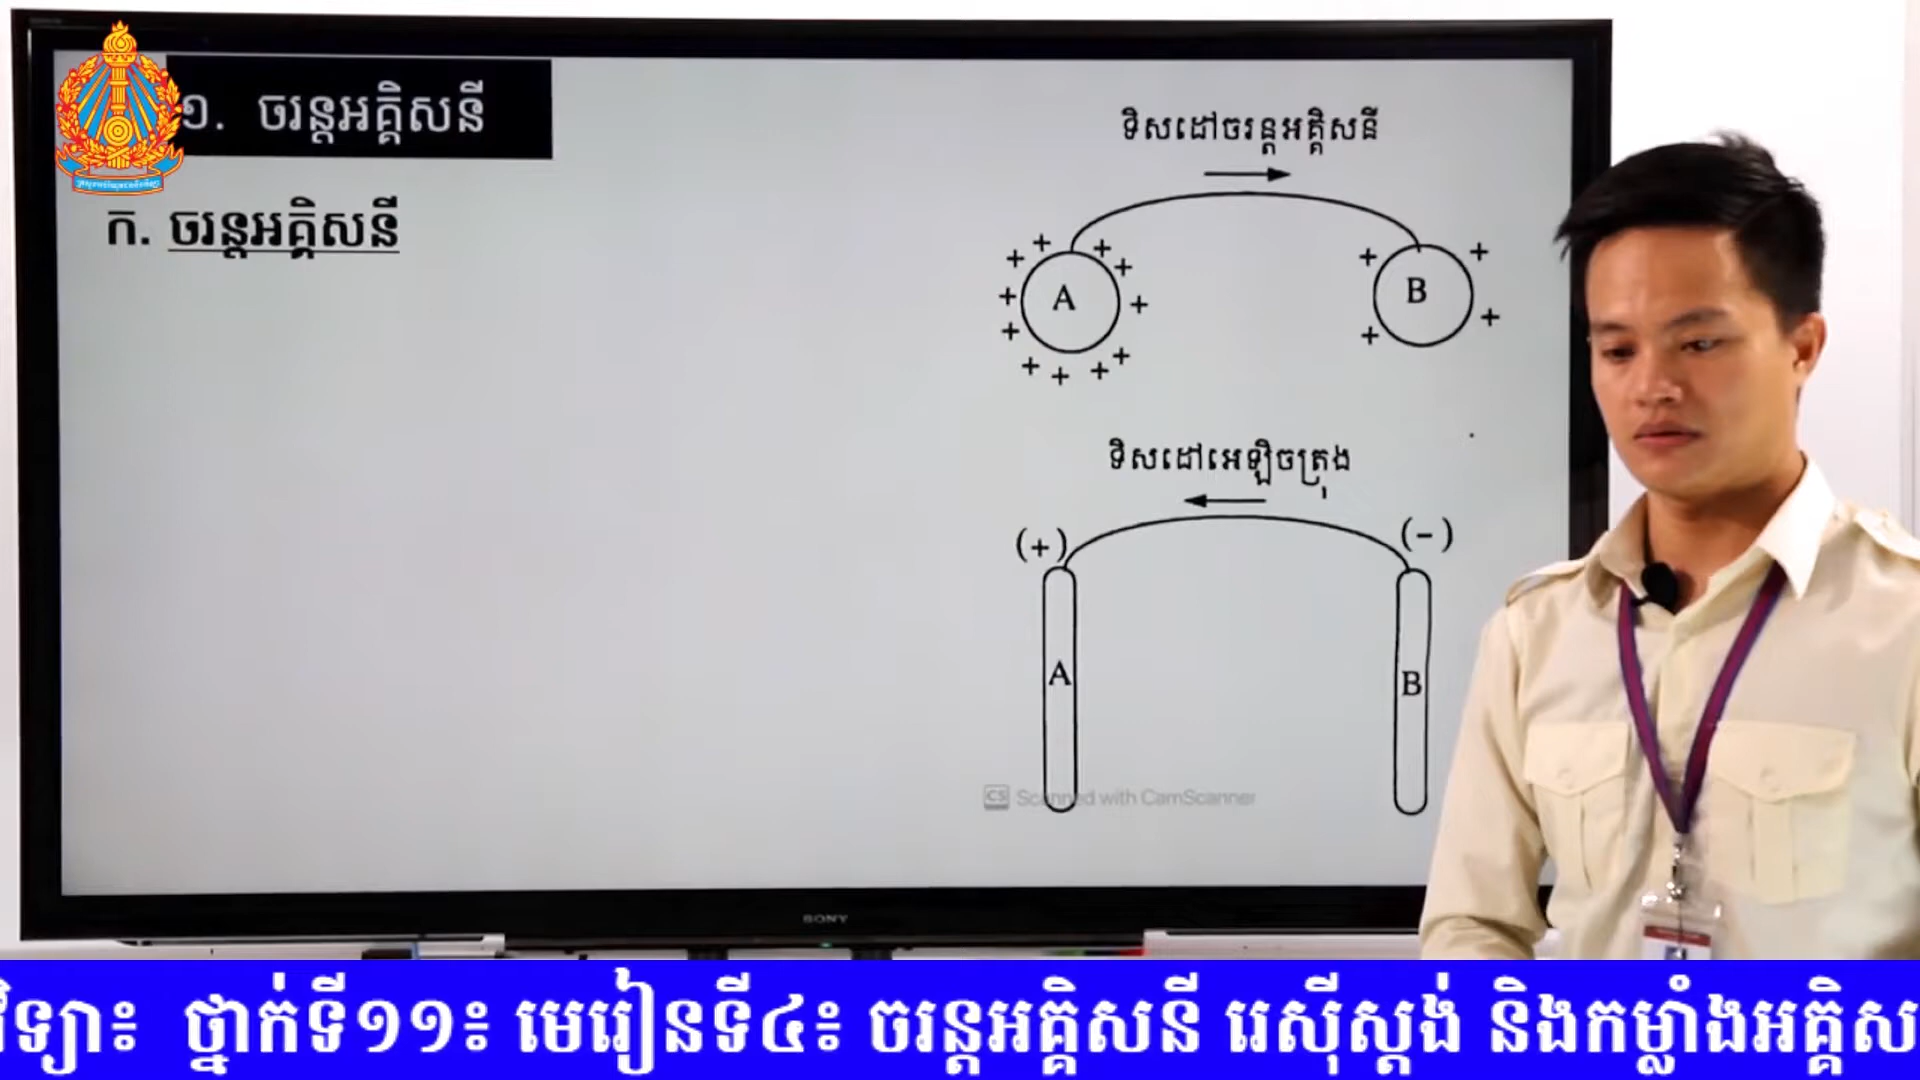 ១. ចរន្តអគ្គិសនី
ក. ចរន្តអគ្គិសនី
ទិសដៅចរន្តអគ្គិសនី
+ + + + + + + + + + + +
A
+ + + +
B
ទិសដៅអេឡិចត្រុង
(+)
(-)
A
B
CS Scanned with CamScanner
SONY
ថ្នាក់ទី១១៖ មេរៀនទី៤៖ ចរន្តអគ្គិសនី រេស៊ីស្តង់ និងកម្លាំងអគ្គិស